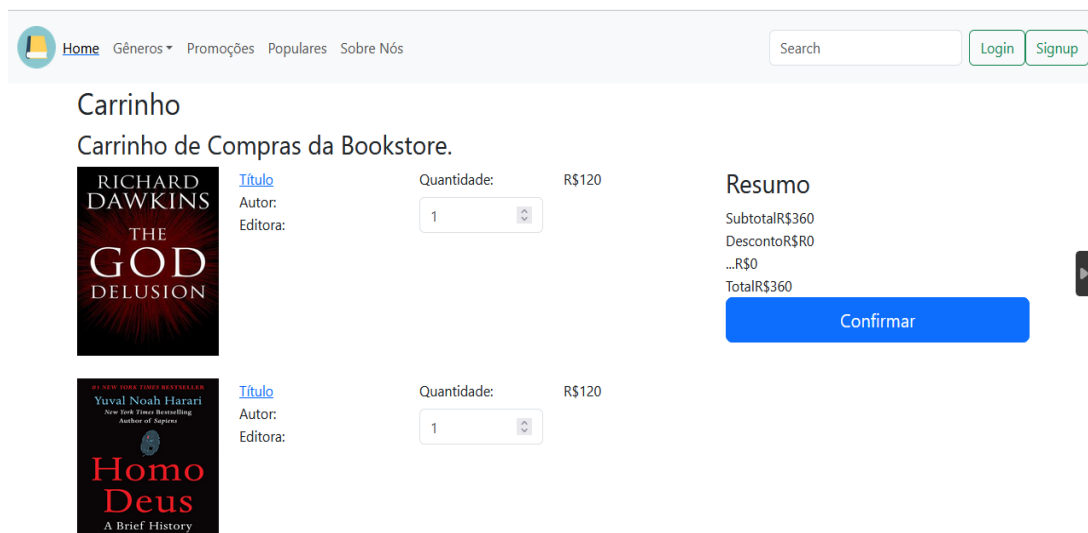 Home Gêneros Promoções Populares Sobre Nós Search Login Signup
Carrinho
Carrinho de Compras da Bookstore.
RICHARD
DAWKINS
THE
GOD
DELUSION
Título
Autor:
Editora:
Quantidade:
1
R$120
Resumo
SubtotalR$360
DescontoR$R0
...R$0
TotalR$360
Confirmar
#1 NEW YORK TIMES BESTSELLER
Yuval Noah Harari
New York Times Bestselling
Author of Sapiens
Homo
Deus
A Brief History
Título
Autor:
Editora:
Quantidade:
1
R$120